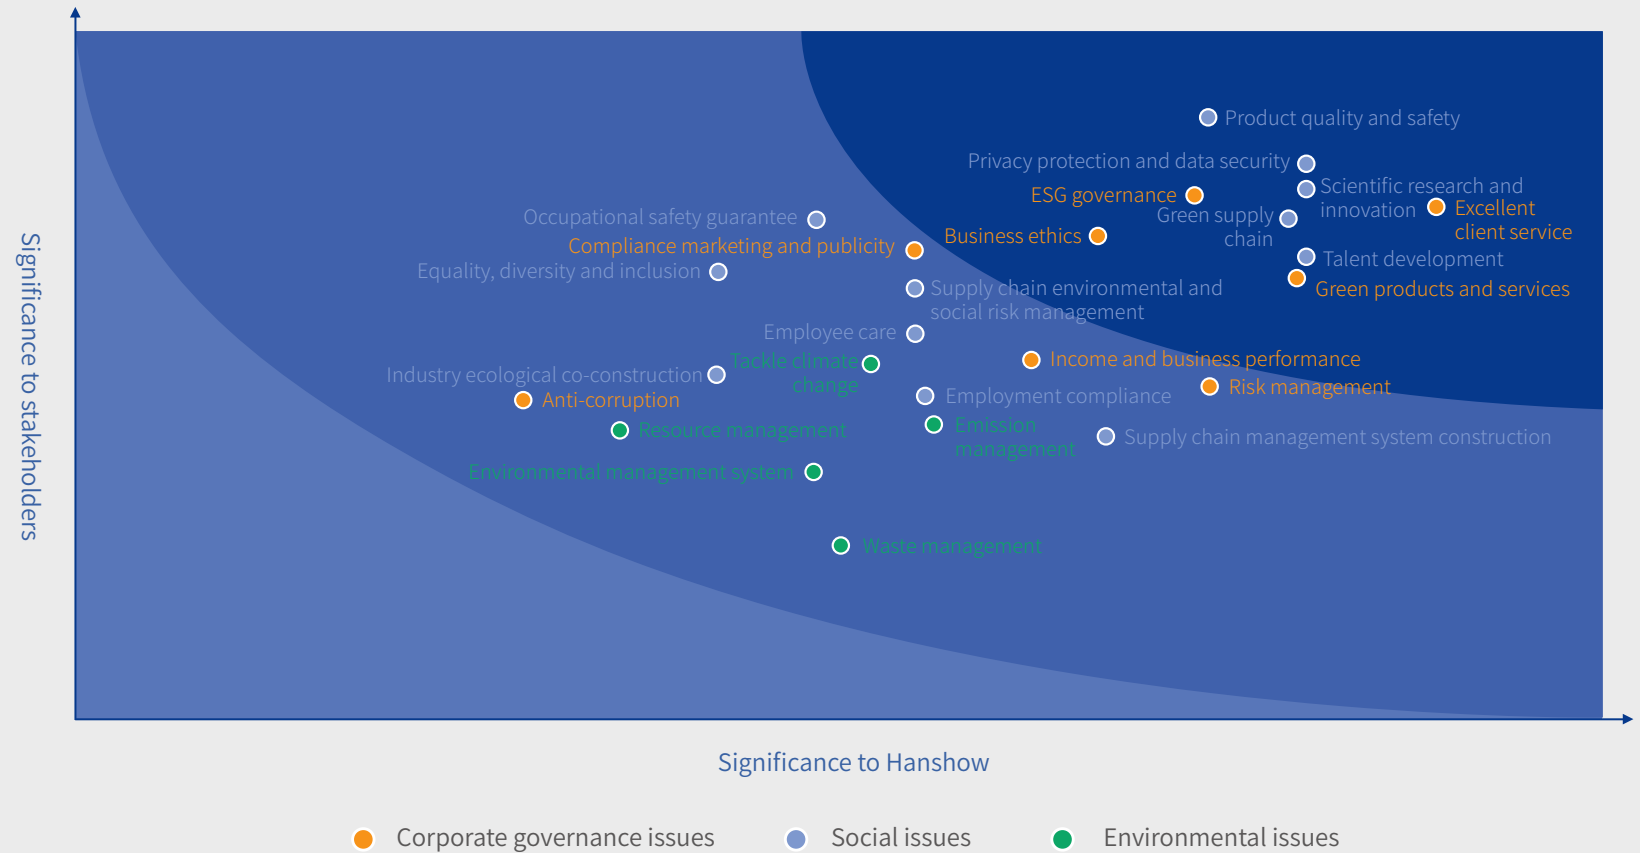 Significance to stakeholders
Product quality and safety
Privacy protection and data security
Scientific research and
innovation
ESG governance
Excellent
client service
Green supply
chain
Occupational safety guarantee
Business ethics
Compliance marketing and publicity
Talent development
Equality, diversity and inclusion
Green products and services
Supply chain environmental and
social risk management
Employee care
Tackle climate
change
Income and business performance
Industry ecological co-construction
Risk management
Anti-corruption
Employment compliance
Resource management
Emission
management
Supply chain management system construction
Environmental management system
Waste management
Significance to Hanshow
Corporate governance issues
Social issues
Environmental issues